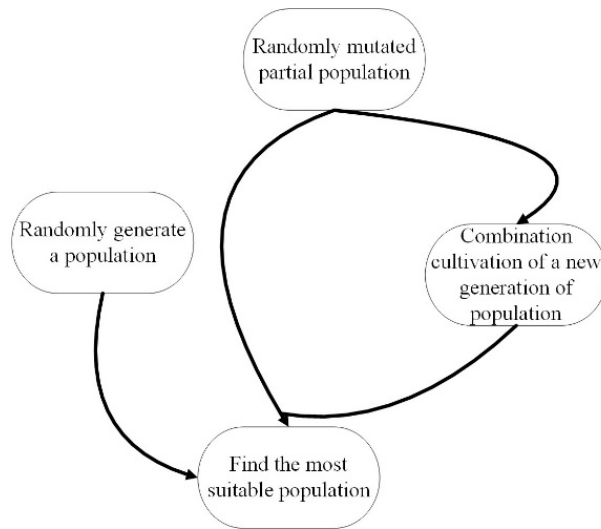 Randomly mutated
partial population
Randomly generate
a population
Combination
cultivation of a new
generation of
population
Find the most
suitable population